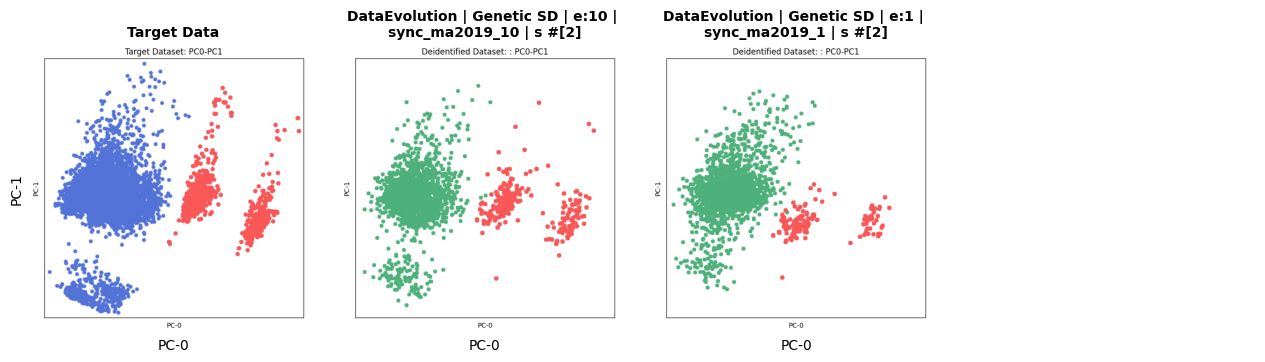 Target Data
Target Dataset: PC0-PC1
PC-1
PC-1
PC-0
PC-0
DataEvolution | Genetic SD | e:10 |
sync_ma2019_10 | s #[2]
Deidentified Dataset: : PC0-PC1
PC-1
PC-0
PC-0
DataEvolution | Genetic SD | e:1 |
sync_ma2019_1 | s #[2]
Deidentified Dataset: : PC0-PC1
PC-1
PC-0
PC-0